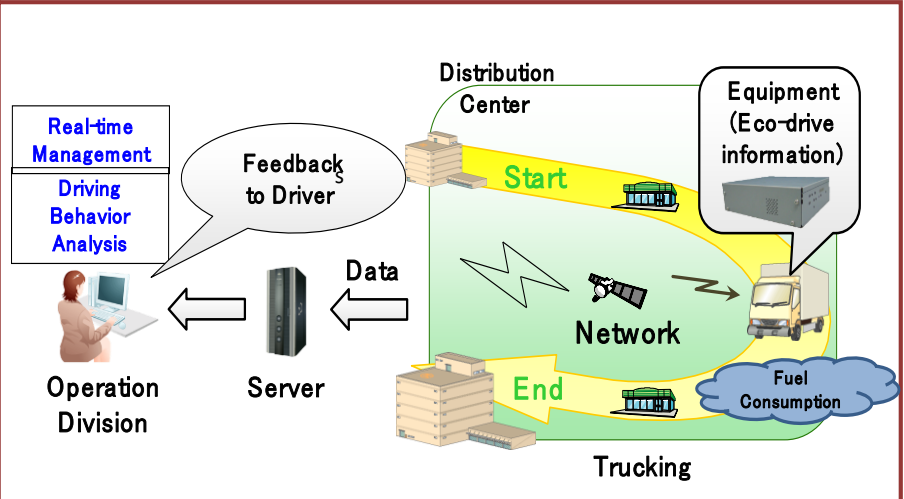 Distribution
Center
Equipment
(Eco-drive
information)
Real-time
Management
Driving
Behavior
Analysis
Feedback
s
to Driver
Start
Data
Network
End
Operation
Division
Server
Fuel
Consumption
Trucking